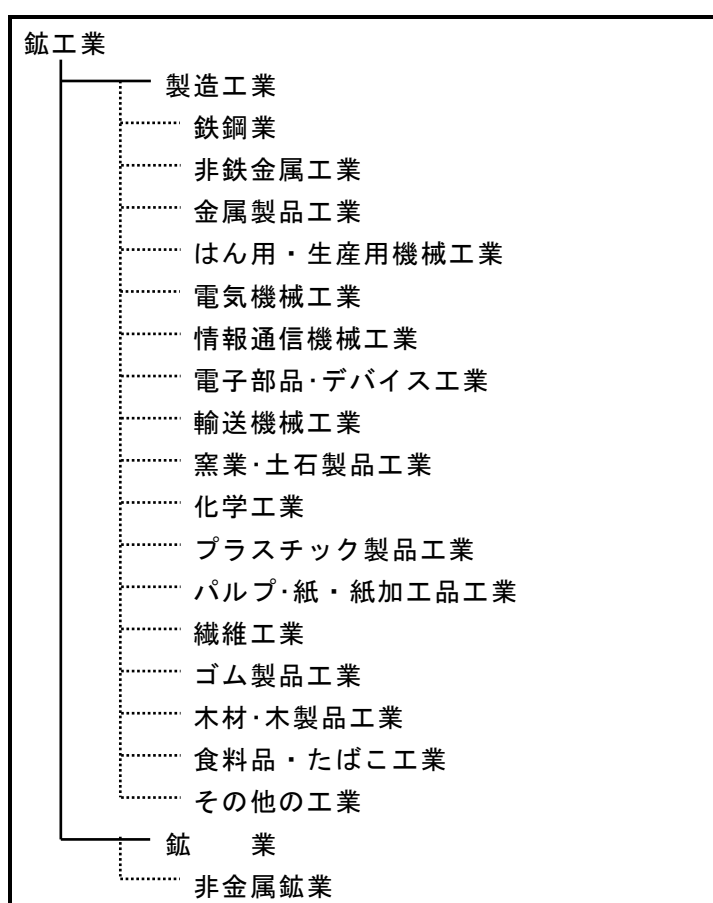 鉱工業
製造工業
鉄鋼業
非鉄金属工業
金属製品工業
はん用・生産用機械工業
電気機械工業
情報通信機械工業
電子部品･デバイス工業
輸送機械工業
窯業･土石製品工業
化学工業
プラスチック製品工業
パルプ･紙・紙加工品工業
繊維工業
ゴム製品工業
木材･木製品工業
食料品・たばこ工業
その他の工業
鉱　　業
非金属鉱業